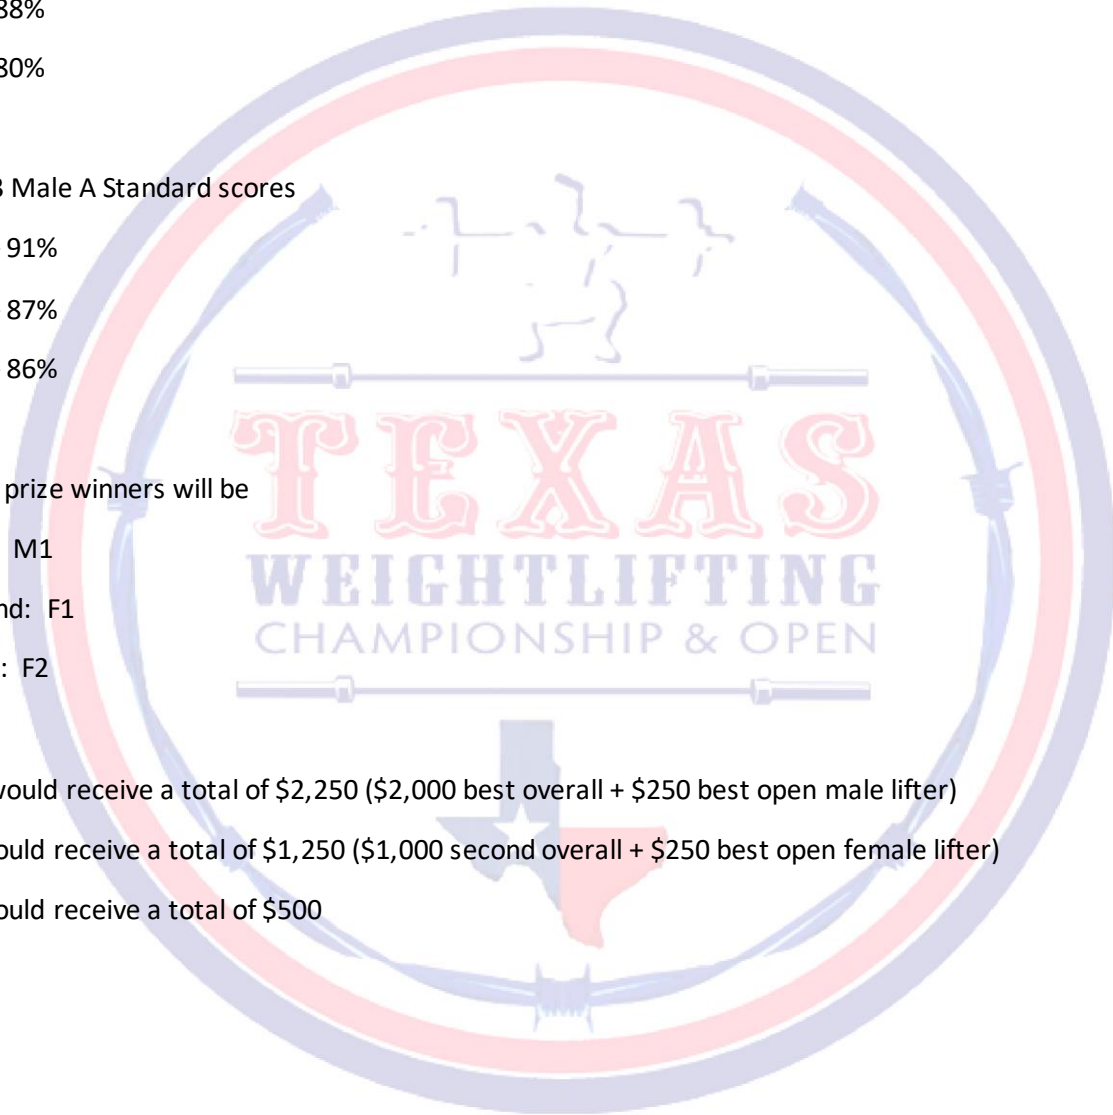 88%
80%
3 Male A Standard scores
91%
87%
86%
prize winners will be
M1
nd: F1
: F2
would receive a total of $2,250 ($2,000 best overall + $250 best open male lifter)
ould receive a total of $1,250 ($1,000 second overall + $250 best open female lifter)
ould receive a total of $500
TEXAS
WEIGHTLIFTING
CHAMPIONSHIP & OPEN